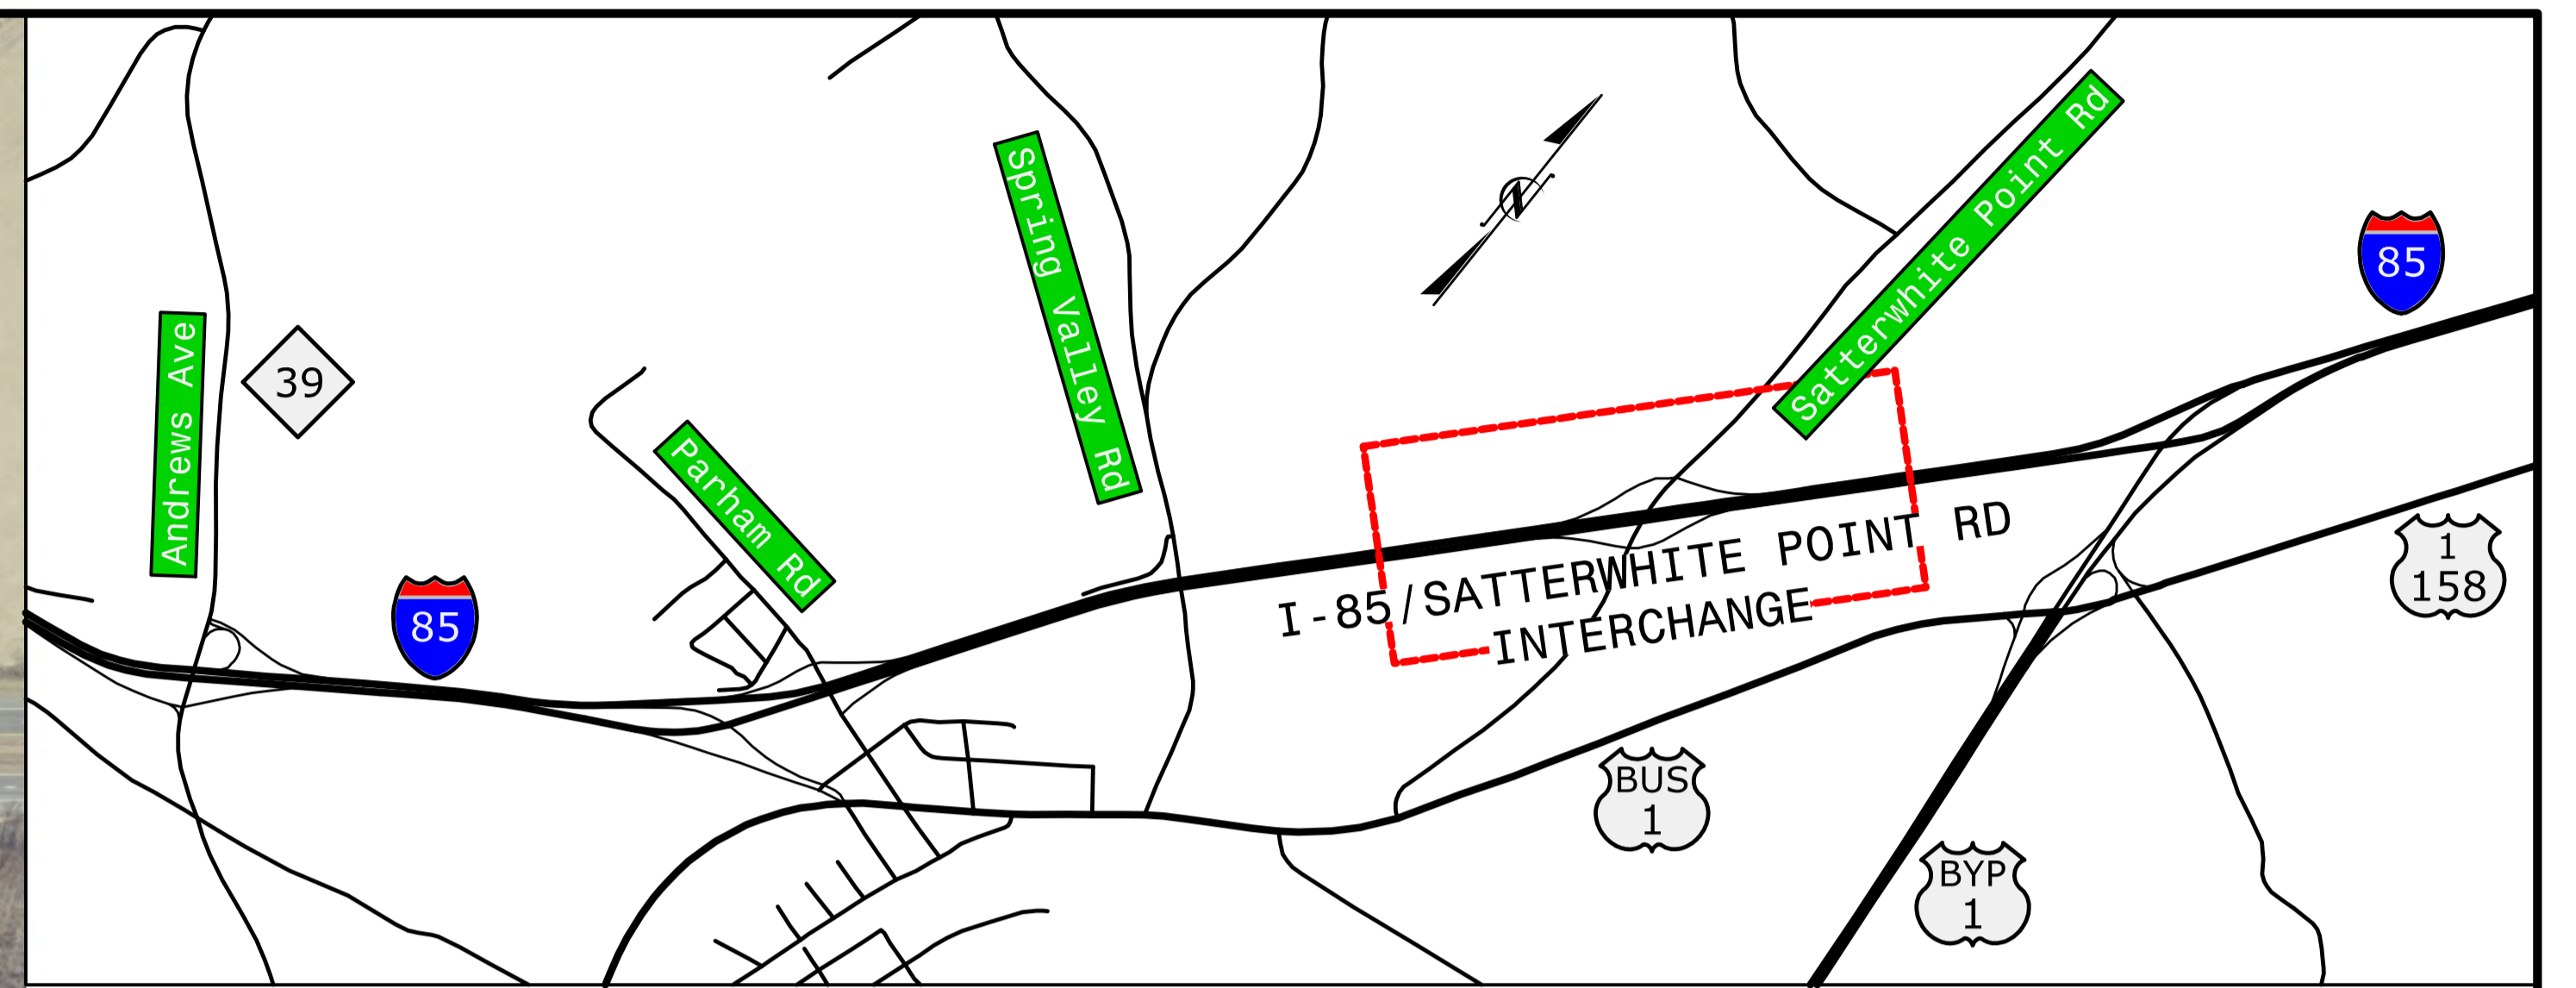 Andrews Ave
39
85
Parham Rd
Spring Valley Rd
N
Satterwhite Point Rd
85
I-85/SATTERWHITE POINT RD
INTERCHANGE
1
158
BUS
1
BYP
1